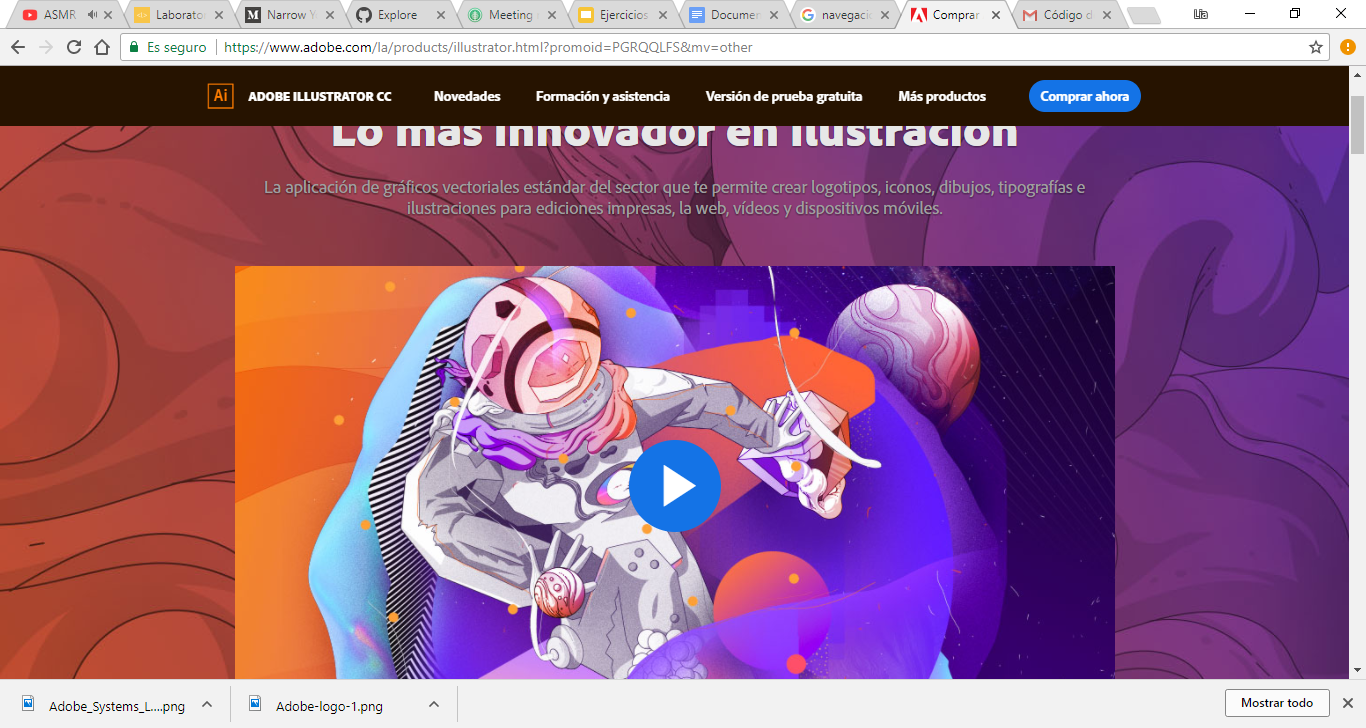 ASMR
Laborato
Narrow Y
Explore
Meeting
Ejercicios
Documen
navegaci
Comprar
Código d
Es seguro
https://www.adobe.com/la/products/illustrator.html?promoid=PGRQQLFS&mv=other
Ai
ADOBE ILLUSTRATOR CC
Novedades
Formación y asistencia
Versión de prueba gratuita
Más productos
Comprar ahora
Lo más innovador en ilustración
La aplicación de gráficos vectoriales estándar del sector que te permite crear logotipos, iconos, dibujos, tipografías e
ilustraciones para ediciones impresas, la web, vídeos y dispositivos móviles.
Adobe_Systems_L....png
Adobe-logo-1.png
Mostrar todo